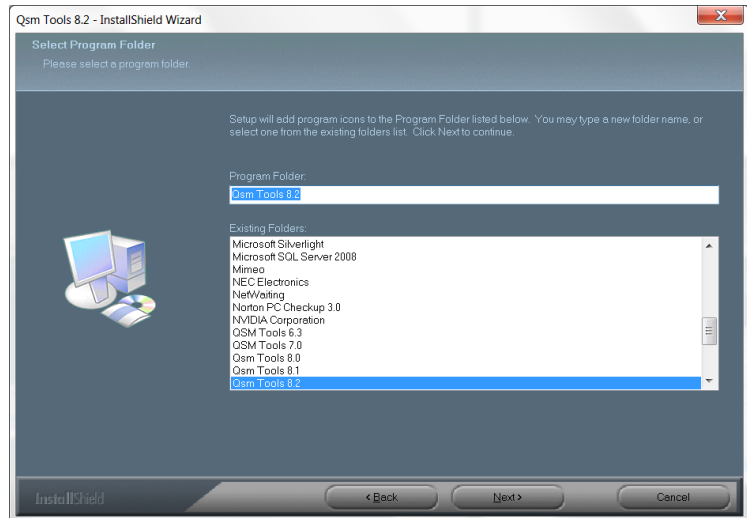 Qsm Tools 8.2 - InstallShield Wizard
Select Program Folder
Please select a program folder.
Setup will add program icons to the Program Folder listed below. You may type a new folder name, or
select one from the existing folders list. Click Next to continue.
Program Folder:
Qsm Tools 8.2
Existing Folders:
Microsoft Silverlight
Microsoft SQL Server 2008
Mimeo
NEC Electronics
NetWaiting
Norton PC Checkup 3.0
NVIDIA Corporation
QSM Tools 6.3
QSM Tools 7.0
Qsm Tools 8.0
Qsm Tools 8.1
Qsm Tools 8.2
InstallShield
< Back
Next >
Cancel